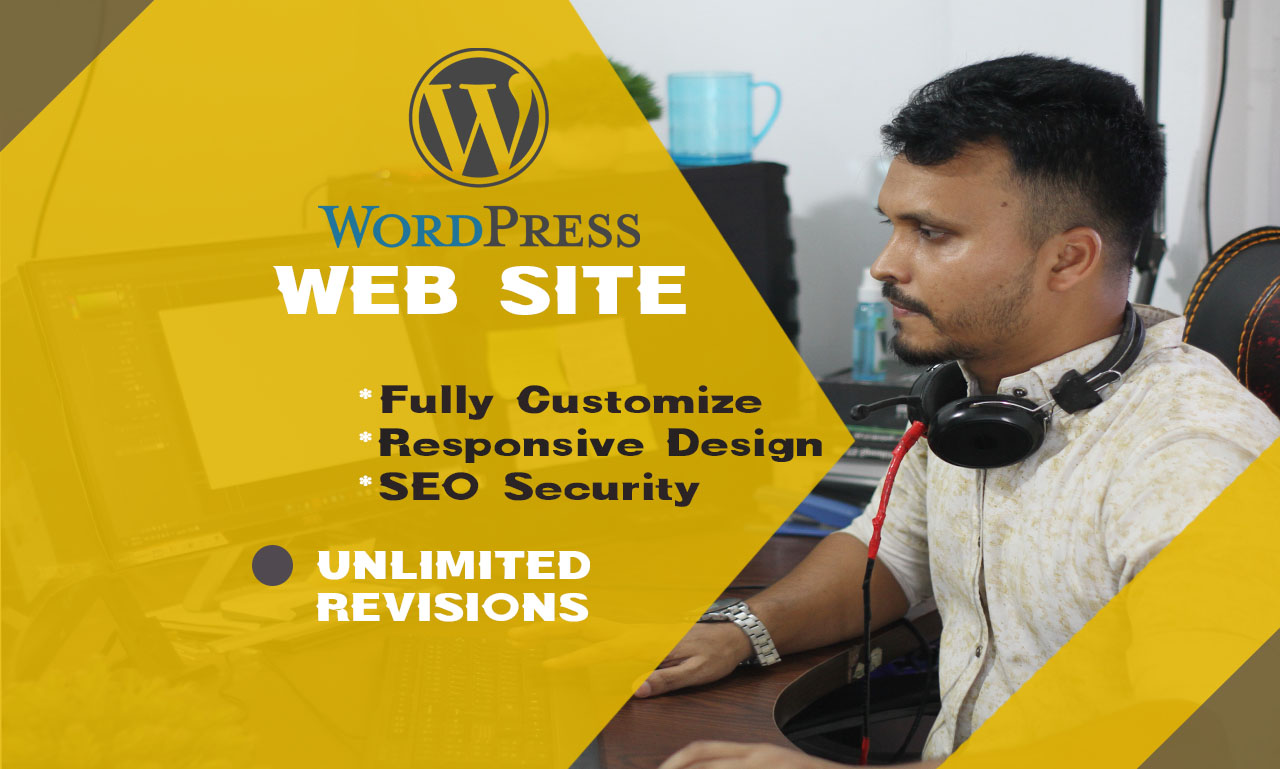 W
WORDPRESS
WEB SITE
*Fully Customize
*Responsive Design
*SEO Security
UNLIMITED
REVISIONS